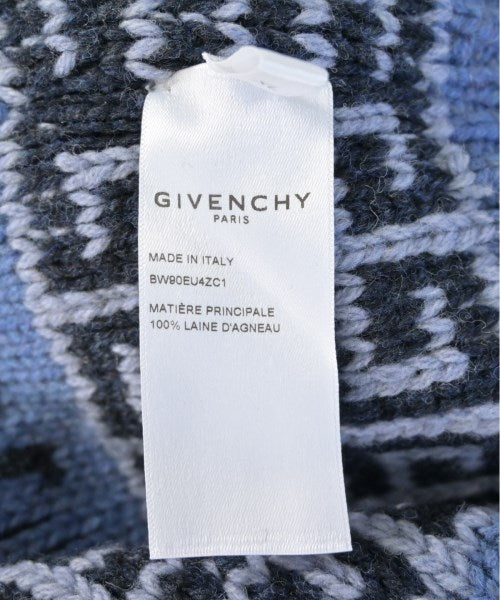 GIVENCHY
PARIS
MADE IN ITALY
BW90EU4ZC1
MATIÈRE PRINCIPALE
100% LAINE D'AGNEAU